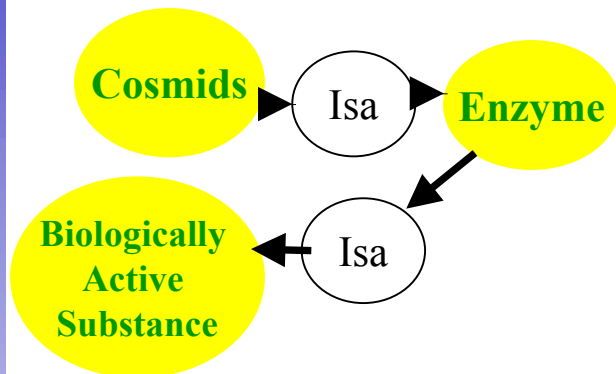 Cosmids
Isa
Enzyme
Biologically
Active
Substance
Isa